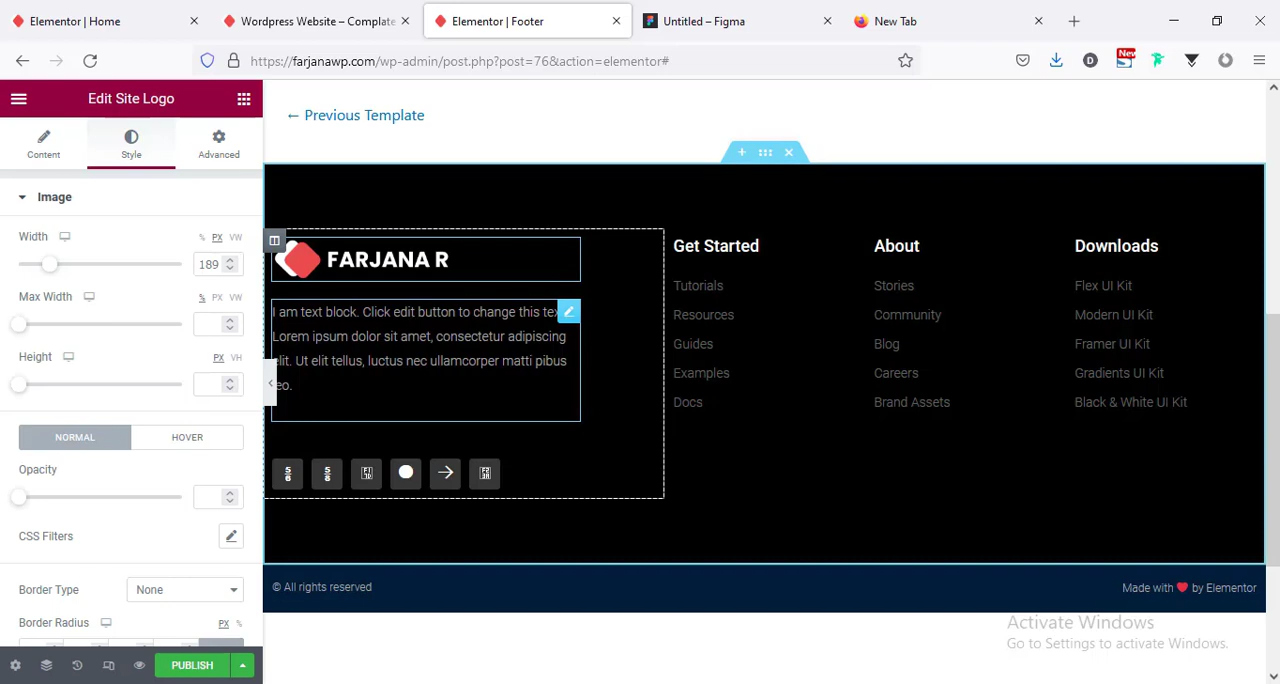 Elementor | Home
Wordpress Website – Complate
Elementor | Footer
Untitled – Figma
New Tab
https://farjanawp.com/wp-admin/post.php?post=76&action=elementor#
New
Edit Site Logo
Content
Style
Advanced
Image
Width
% PX VW
189
Max Width
% PX VW
Height
PX VH
NORMAL
HOVER
Opacity
CSS Filters
Border Type
None
Border Radius
PX %
PUBLISH
← Previous Template
FARJANA R
I am text block. Click edit button to change this tex
Lorem ipsum dolor sit amet, consectetur adipiscing
elit. Ut elit tellus, luctus nec ullamcorper matti pibus
leo.
Get Started
Tutorials
Resources
Guides
Examples
Docs
About
Stories
Community
Blog
Careers
Brand Assets
Downloads
Flex UI Kit
Modern UI Kit
Framer UI Kit
Gradients UI Kit
Black & White UI Kit
© All rights reserved
Made with ❤ by Elementor
Activate Windows
Go to Settings to activate Windows.